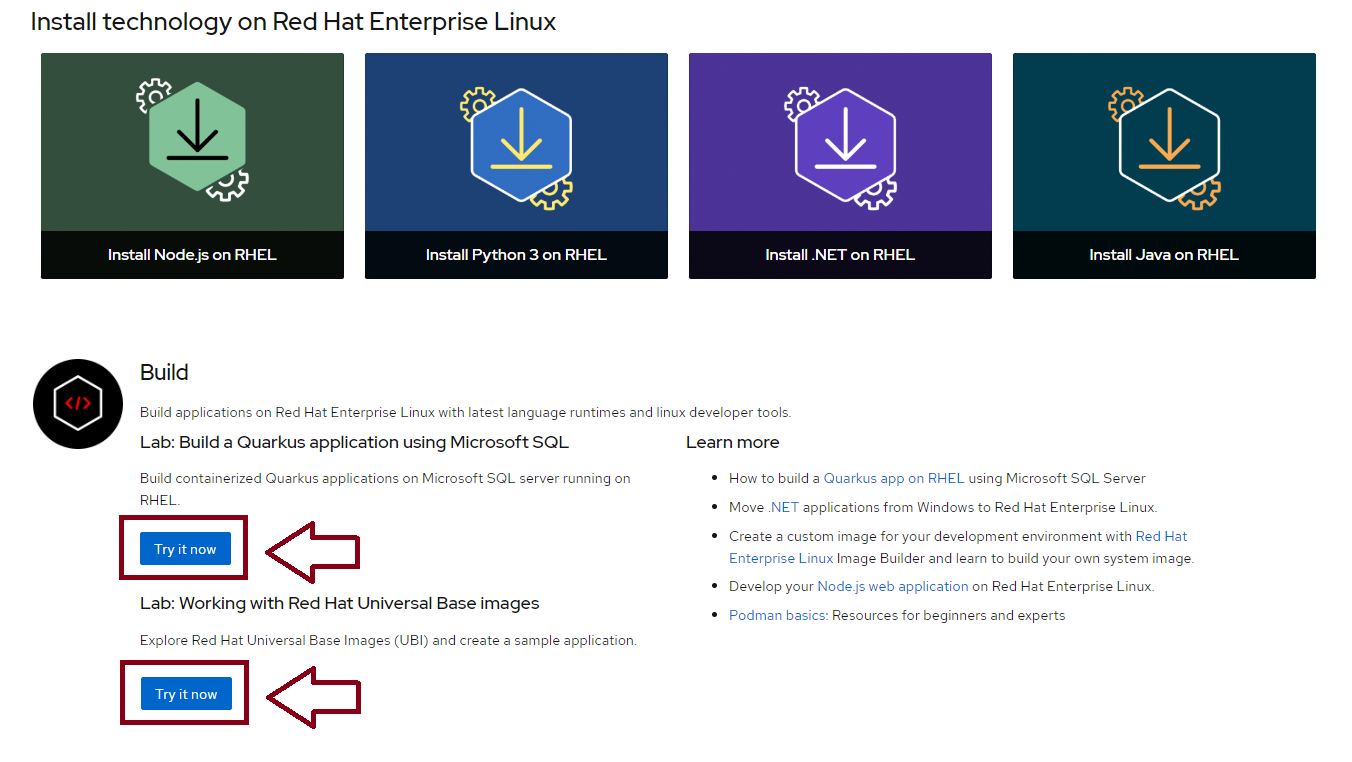 Install technology on Red Hat Enterprise Linux
Install Node.js on RHEL
Install Python 3 on RHEL
Install .NET on RHEL
Install Java on RHEL
</>
Build
Build applications on Red Hat Enterprise Linux with latest language runtimes and linux developer tools.
Lab: Build a Quarkus application using Microsoft SQL
Build containerized Quarkus applications on Microsoft SQL server running on
RHEL.
Try it now
Lab: Working with Red Hat Universal Base images
Explore Red Hat Universal Base Images (UBI) and create a sample application.
Try it now
Learn more
How to build a Quarkus app on RHEL using Microsoft SQL Server
Move .NET applications from Windows to Red Hat Enterprise Linux.
Create a custom image for your development environment with Red Hat
Enterprise Linux Image Builder and learn to build your own system image.
Develop your Node.js web application on Red Hat Enterprise Linux.
Podman basics: Resources for beginners and experts